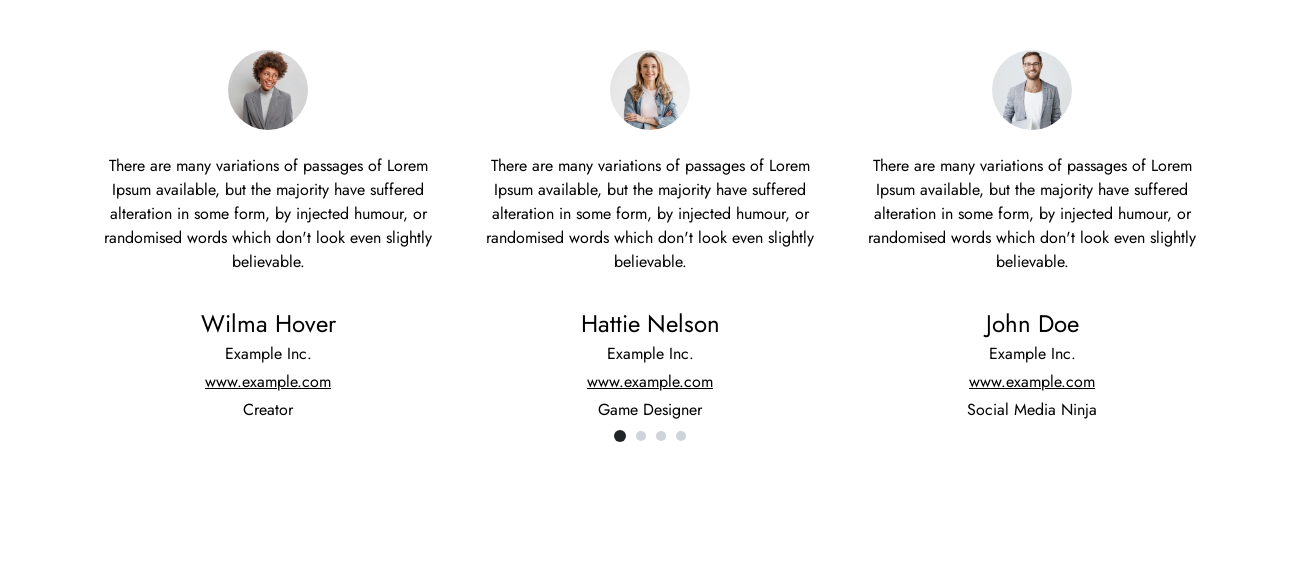 There are many variations of passages of Lorem
Ipsum available, but the majority have suffered
alteration in some form, by injected humour, or
randomised words which don't look even slightly
believable.
Wilma Hover
Example Inc.
www.example.com
Creator
There are many variations of passages of Lorem
Ipsum available, but the majority have suffered
alteration in some form, by injected humour, or
randomised words which don't look even slightly
believable.
Hattie Nelson
Example Inc.
www.example.com
Game Designer
There are many variations of passages of Lorem
Ipsum available, but the majority have suffered
alteration in some form, by injected humour, or
randomised words which don't look even slightly
believable.
John Doe
Example Inc.
www.example.com
Social Media Ninja